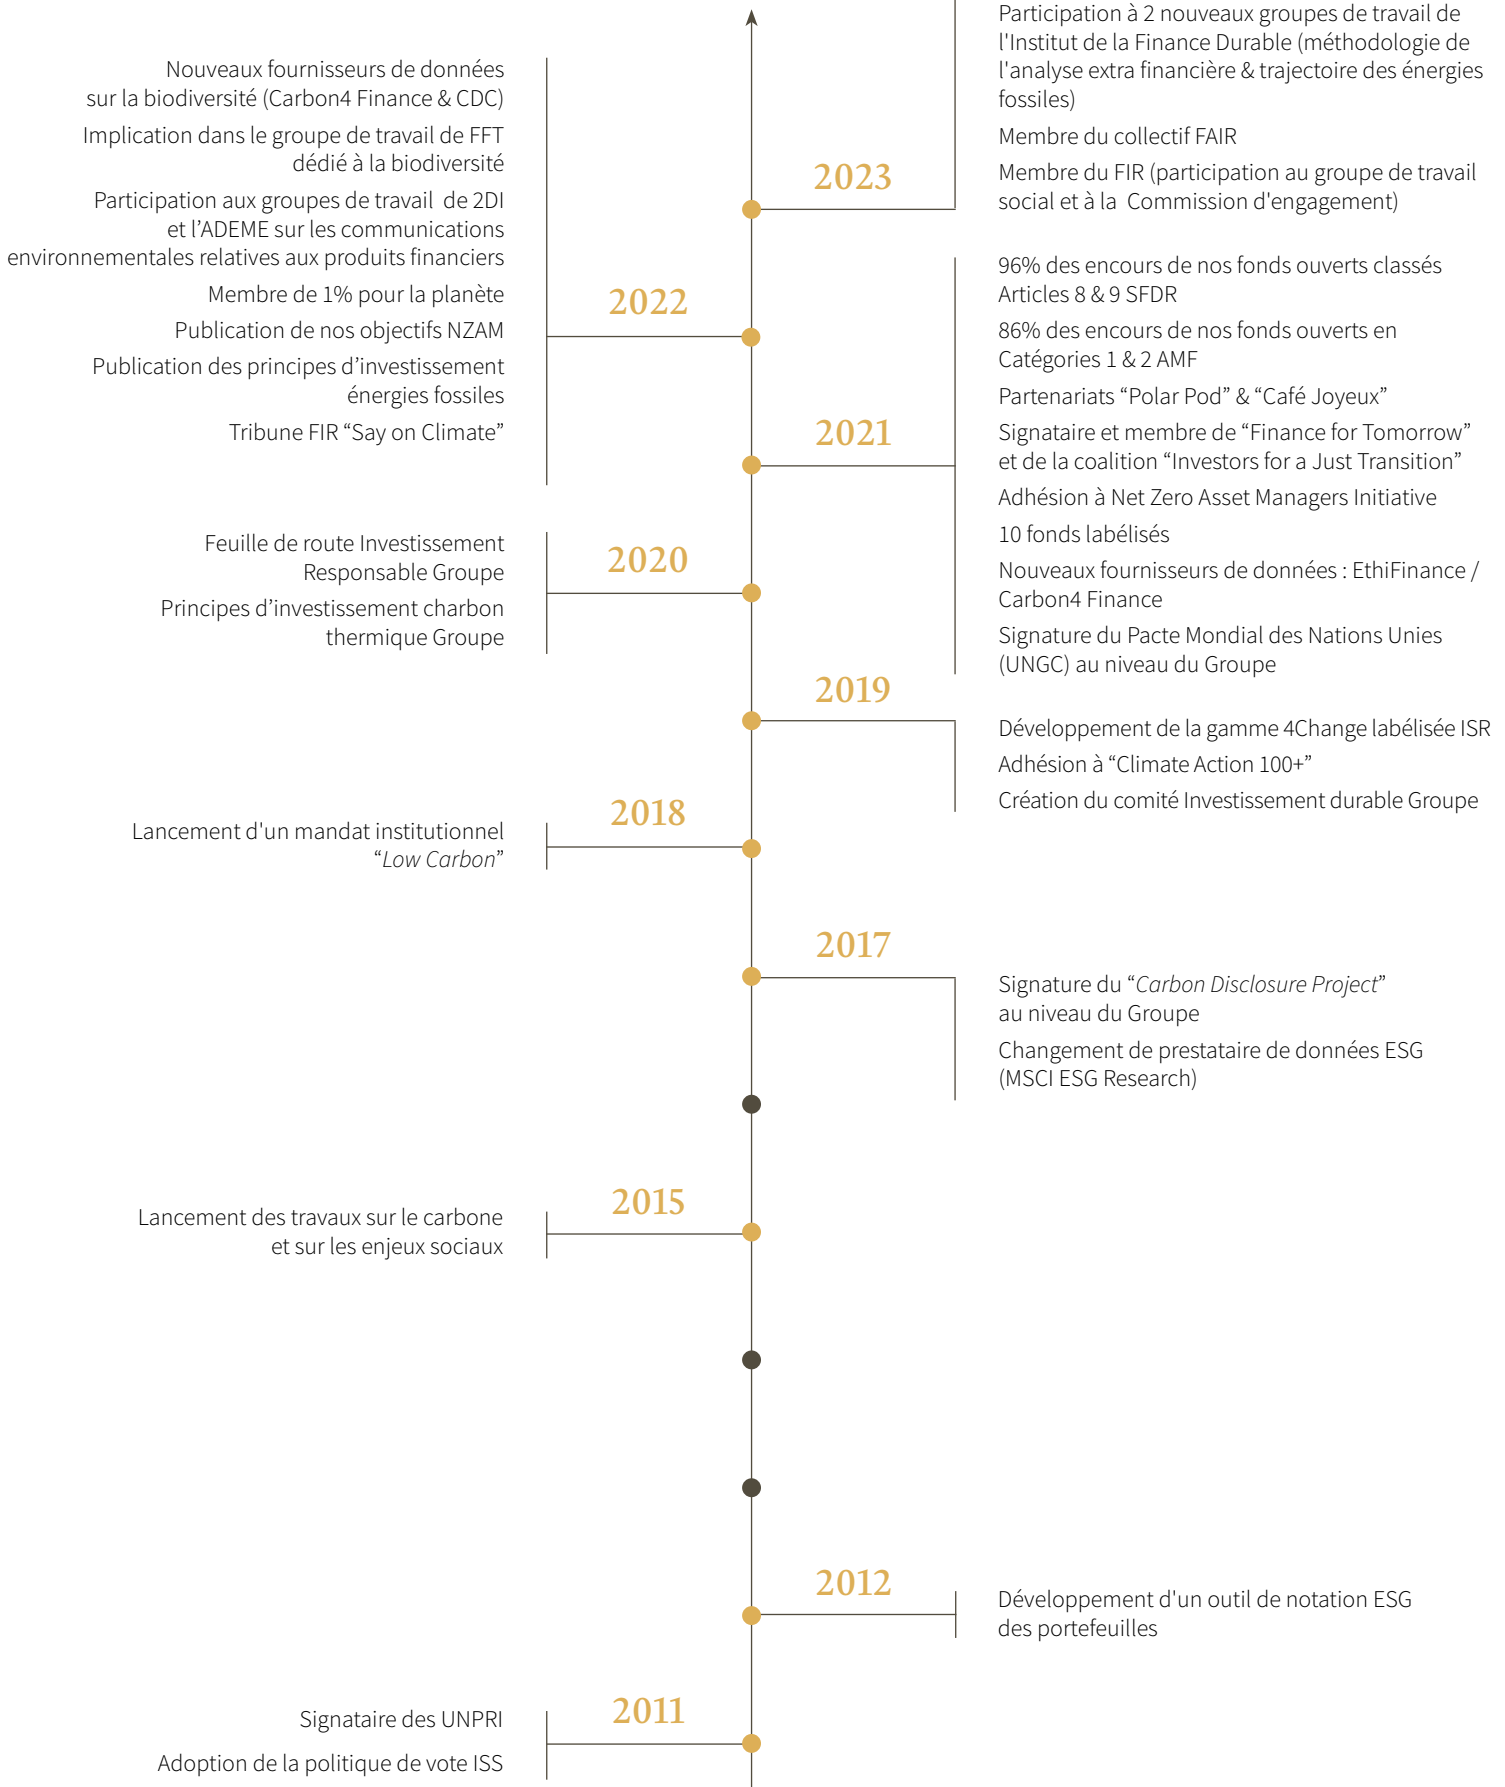 Participation à 2 nouveaux groupes de travail de
l'Institut de la Finance Durable (méthodologie de
l'analyse extra financière & trajectoire des énergies
fossiles)
Membre du collectif FAIR
Membre du FIR (participation au groupe de travail
social et à la Commission d'engagement)
2023
Nouveaux fournisseurs de données
sur la biodiversité (Carbon4 Finance & CDC)
Implication dans le groupe de travail de FFT
dédié à la biodiversité
Participation aux groupes de travail de 2DI
et l’ADEME sur les communications
environnementales relatives aux produits financiers
Membre de 1% pour la planète
Publication de nos objectifs NZAM
Publication des principes d’investissement
énergies fossiles
Tribune FIR “Say on Climate”
2022
96% des encours de nos fonds ouverts classés
Articles 8 & 9 SFDR
86% des encours de nos fonds ouverts en
Catégories 1 & 2 AMF
Partenariats “Polar Pod” & “Café Joyeux”
Signataire et membre de “Finance for Tomorrow”
et de la coalition “Investors for a Just Transition”
Adhésion à Net Zero Asset Managers Initiative
10 fonds labélisés
Nouveaux fournisseurs de données : EthiFinance /
Carbon4 Finance
Signature du Pacte Mondial des Nations Unies
(UNGC) au niveau du Groupe
2021
Feuille de route Investissement
Responsable Groupe
Principes d’investissement charbon
thermique Groupe
2020
2019
Développement de la gamme 4Change labélisée ISR
Adhésion à “Climate Action 100+”
Création du comité Investissement durable Groupe
2018
Lancement d'un mandat institutionnel
“Low Carbon”
2017
Signature du “Carbon Disclosure Project”
au niveau du Groupe
Changement de prestataire de données ESG
(MSCI ESG Research)
2015
Lancement des travaux sur le carbone
et sur les enjeux sociaux
2012
Développement d'un outil de notation ESG
des portefeuilles
2011
Signataire des UNPRI
Adoption de la politique de vote ISS